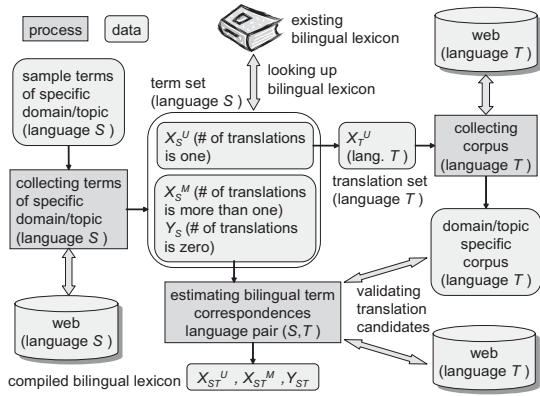 process
data
existing
bilingual lexicon
web
(language T )
sample terms
of specific
domain/topic
(language S )
term set
(language S )
looking up
bilingual lexicon
X_S^U (# of translations
is one)
X_T^U
(lang. T )
collecting
corpus
(language T )
translation set
(language T )
collecting terms
of specific
domain/topic
(language S )
X_S^M (# of translations
is more than one)
Y_S (# of translations
is zero)
domain/topic
specific
corpus
(language T )
estimating bilingual term
correspondences
language pair (S,T )
validating
translation
candidates
web
(language S )
web
(language T )
compiled bilingual lexicon
X_ST^U , X_ST^M ,Y_ST